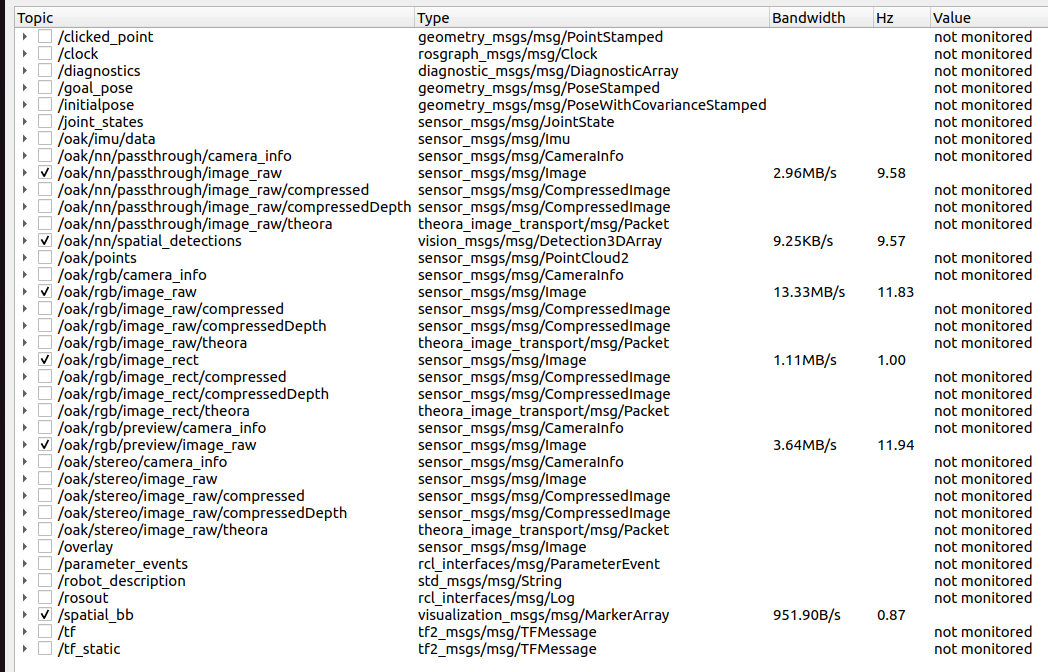 Topic Type Bandwidth Hz Value
/clicked_point geometry_msgs/msg/PointStamped not monitored
/clock rosgraph_msgs/msg/Clock not monitored
/diagnostics diagnostic_msgs/msg/DiagnosticArray not monitored
/goal_pose geometry_msgs/msg/PoseStamped not monitored
/initialpose geometry_msgs/msg/PoseWithCovarianceStamped not monitored
/joint_states sensor_msgs/msg/JointState not monitored
/oak/imu/data sensor_msgs/msg/Imu not monitored
/oak/nn/passthrough/camera_info sensor_msgs/msg/CameraInfo not monitored
/oak/nn/passthrough/image_raw sensor_msgs/msg/Image 2.96MB/s 9.58
/oak/nn/passthrough/image_raw/compressed sensor_msgs/msg/CompressedImage not monitored
/oak/nn/passthrough/image_raw/compressedDepth sensor_msgs/msg/CompressedImage not monitored
/oak/nn/passthrough/image_raw/theora theora_image_transport/msg/Packet not monitored
/oak/nn/spatial_detections vision_msgs/msg/Detection3DArray 9.25KB/s 9.57
/oak/points sensor_msgs/msg/PointCloud2 not monitored
/oak/rgb/camera_info sensor_msgs/msg/CameraInfo not monitored
/oak/rgb/image_raw sensor_msgs/msg/Image 13.33MB/s 11.83
/oak/rgb/image_raw/compressed sensor_msgs/msg/CompressedImage not monitored
/oak/rgb/image_raw/compressedDepth sensor_msgs/msg/CompressedImage not monitored
/oak/rgb/image_raw/theora theora_image_transport/msg/Packet not monitored
/oak/rgb/image_rect sensor_msgs/msg/Image 1.11MB/s 1.00
/oak/rgb/image_rect/compressed sensor_msgs/msg/CompressedImage not monitored
/oak/rgb/image_rect/compressedDepth sensor_msgs/msg/CompressedImage not monitored
/oak/rgb/image_rect/theora theora_image_transport/msg/Packet not monitored
/oak/rgb/preview/camera_info sensor_msgs/msg/CameraInfo not monitored
/oak/rgb/preview/image_raw sensor_msgs/msg/Image 3.64MB/s 11.94
/oak/stereo/camera_info sensor_msgs/msg/CameraInfo not monitored
/oak/stereo/image_raw sensor_msgs/msg/Image not monitored
/oak/stereo/image_raw/compressed sensor_msgs/msg/CompressedImage not monitored
/oak/stereo/image_raw/compressedDepth sensor_msgs/msg/CompressedImage not monitored
/oak/stereo/image_raw/theora theora_image_transport/msg/Packet not monitored
/overlay sensor_msgs/msg/Image not monitored
/parameter_events rcl_interfaces/msg/ParameterEvent not monitored
/robot_description std_msgs/msg/String not monitored
/rosout rcl_interfaces/msg/Log not monitored
/spatial_bb visualization_msgs/msg/MarkerArray 951.90B/s 0.87
/tf tf2_msgs/msg/TFMessage not monitored
/tf_static tf2_msgs/msg/TFMessage not monitored